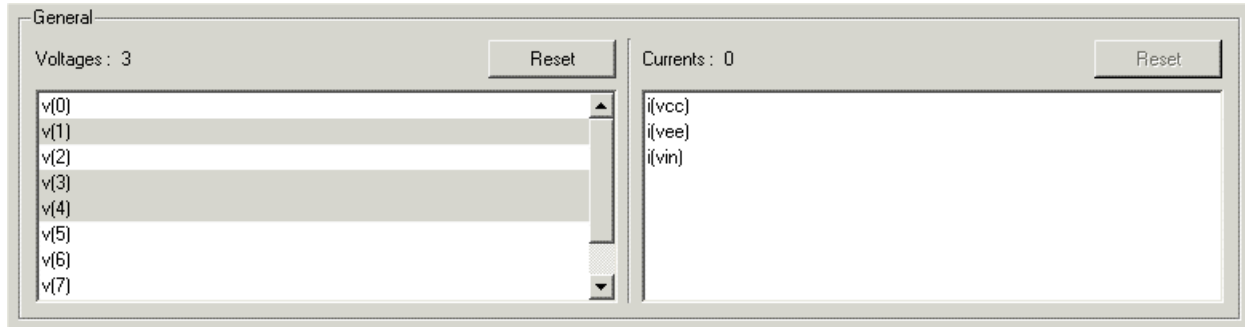 General
Voltages : 3
Reset
v(0)
v(1)
v(2)
v(3)
v(4)
v(5)
v(6)
v(7)
Currents : 0
Reset
i(vcc)
i(vee)
i(vin)